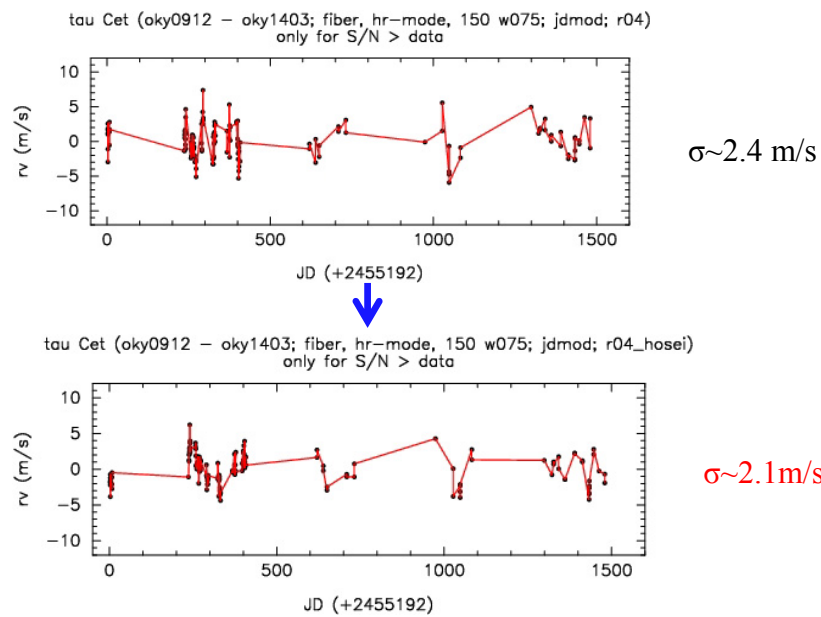 tau Cet (oky0912 - oky1403; fiber, hr-mode, 150 w075; jdmod; r04)
only for S/N > data
10
5
0
-5
-10
rv (m/s)
σ~2.4 m/s
0 500 1000 1500
JD (+2455192)
tau Cet (oky0912 - oky1403; fiber, hr-mode, 150 w075; jdmod; r04_hosei)
only for S/N > data
10
5
0
-5
-10
rv (m/s)
σ~2.1m/s
0 500 1000 1500
JD (+2455192)